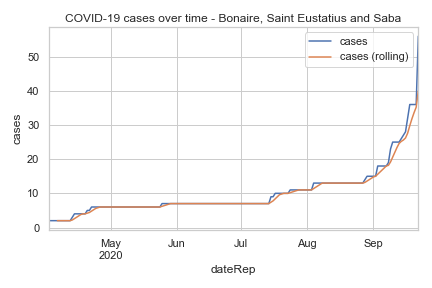 COVID-19 cases over time - Bonaire, Saint Eustatius and Saba
cases
cases (rolling)
50
40
30
20
10
0
cases
May
2020
Jun
Jul
Aug
Sep
dateRep